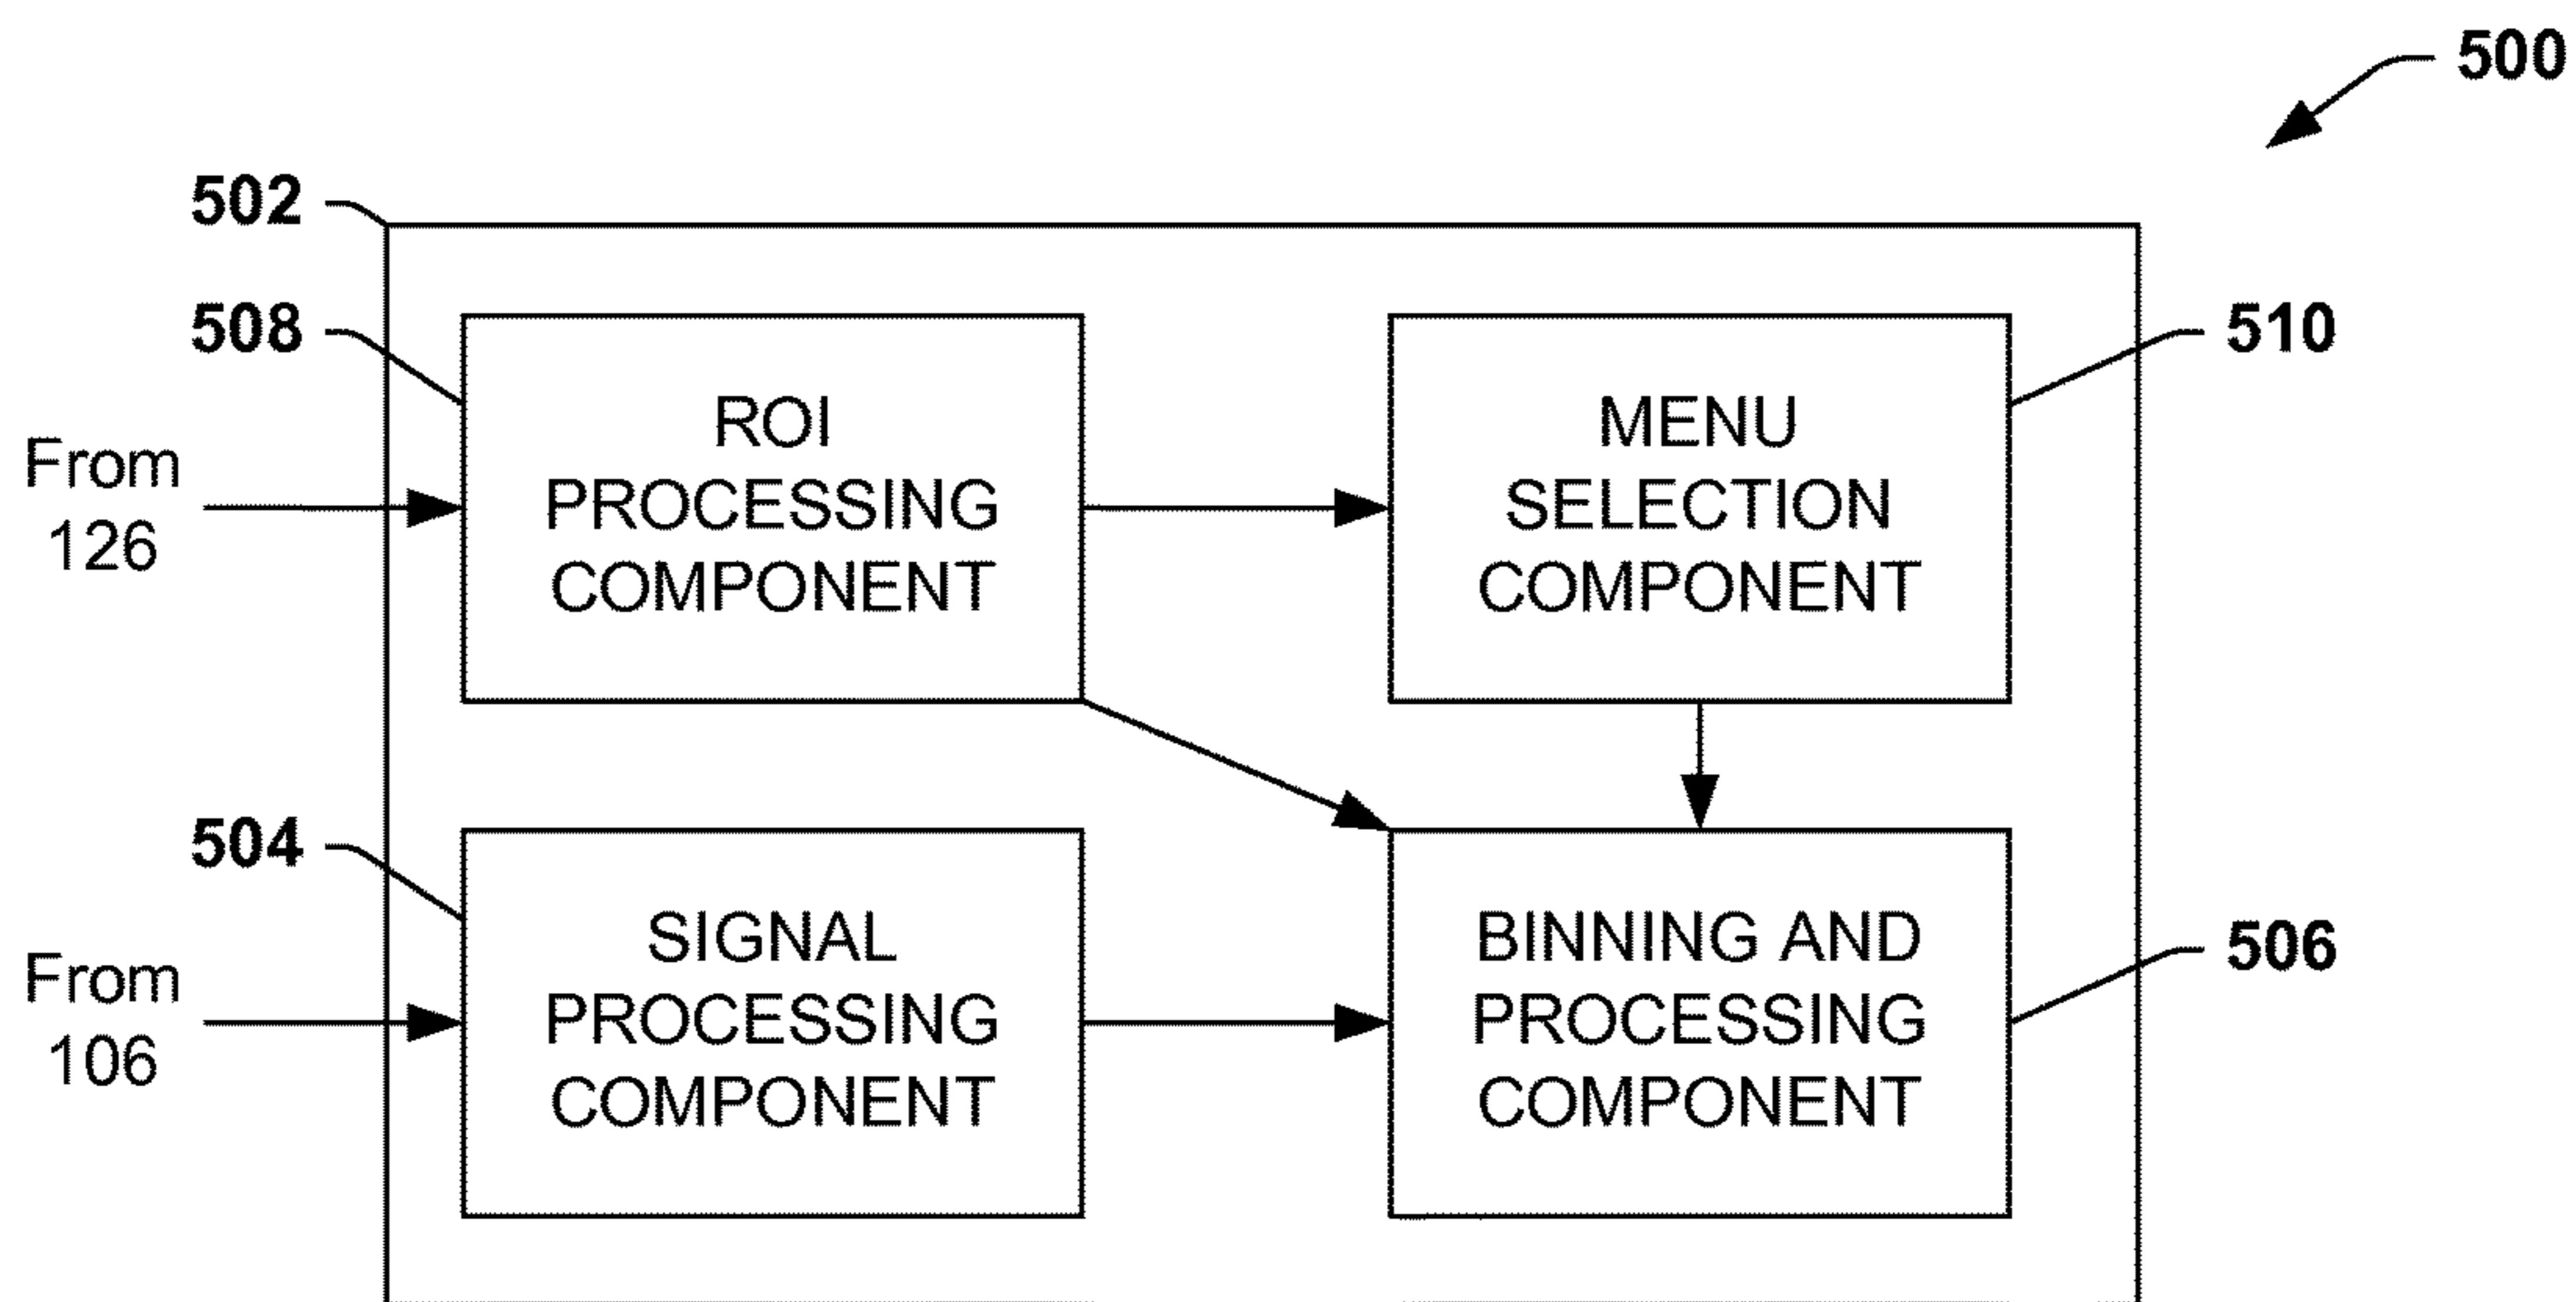 500
502
508
510
From
126
ROI
PROCESSING
COMPONENT
MENU
SELECTION
COMPONENT
504
506
From
106
SIGNAL
PROCESSING
COMPONENT
BINNING AND
PROCESSING
COMPONENT